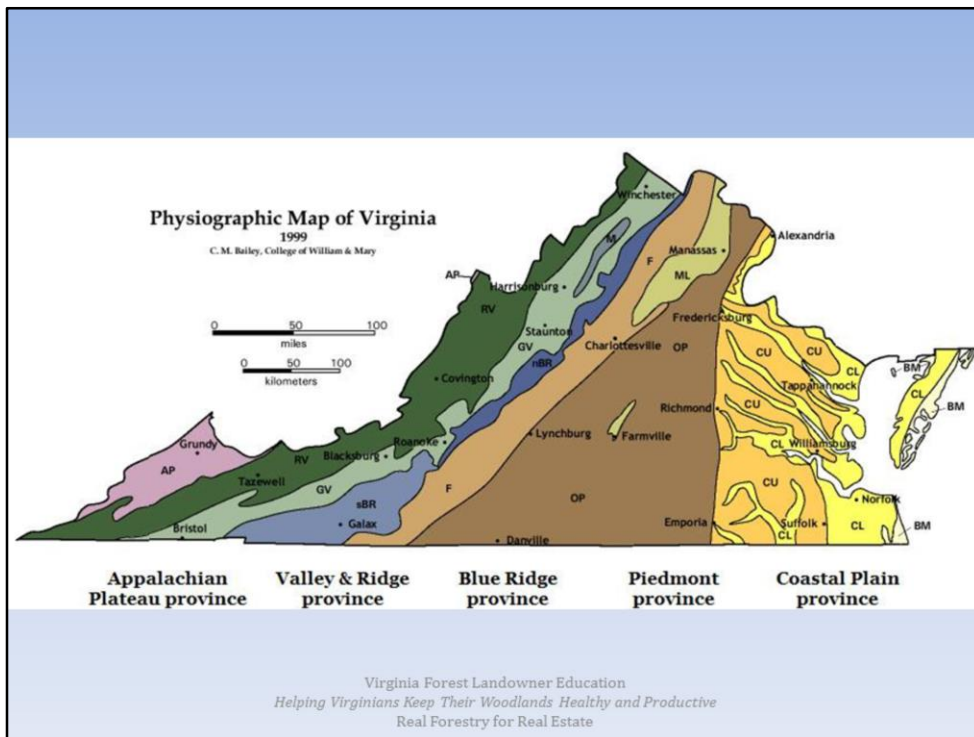 Physiographic Map of Virginia
1999
C. M. Bailey, College of William & Mary
0 50 100
miles
0 50 100
kilometers
Winchester
M
Alexandria
F
Manassas
AP
ML
Harrisonburg
RV
Fredericksburg
Staunton
GV
Charlottesville
OP
CU
CU
nBR
CL
BM
Covington
Tappahannock
CL
BM
CU
Richmond
Grundy
Roanoke
Lynchburg
Farmville
CL
Williamsburg
RV
Blacksburg
AP
Tazewell
GV
F
CU
sBR
OP
Norfolk
Bristol
Galax
Emporia
Suffolk
CL
BM
CL
Danville
Appalachian
Plateau province
Valley & Ridge
province
Blue Ridge
province
Piedmont
province
Coastal Plain
province
Virginia Forest Landowner Education
Helping Virginians Keep Their Woodlands Healthy and Productive
Real Forestry for Real Estate